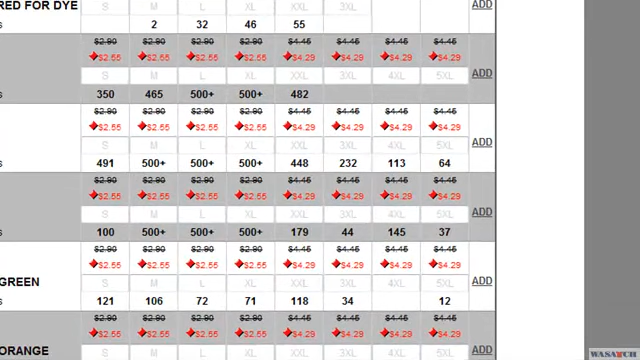 RED FOR DYE S M L XL XXL 3XL ADD
s 2 32 46 55
$2.90 $2.90 $2.90 $2.90 $4.45 $4.45 $4.45 $4.45
$2.55 $2.55 $2.55 $2.55 $4.29 $4.29 $4.29 $4.29
S M L XL XXL 3XL 4XL 5XL ADD
s 350 465 500+ 500+ 482
$2.90 $2.90 $2.90 $2.90 $4.45 $4.45 $4.45 $4.45
$2.55 $2.55 $2.55 $2.55 $4.29 $4.29 $4.29 $4.29
S M L XL XXL 3XL 4XL 5XL ADD
s 491 500+ 500+ 500+ 448 232 113 64
$2.90 $2.90 $2.90 $2.90 $4.45 $4.45 $4.45 $4.45
$2.55 $2.55 $2.55 $2.55 $4.29 $4.29 $4.29 $4.29
S M L XL XXL 3XL 4XL 5XL ADD
s 100 500+ 500+ 500+ 179 44 145 37
$2.90 $2.90 $2.90 $2.90 $4.45 $4.45 $4.45 $4.45
$2.55 $2.55 $2.55 $2.55 $4.29 $4.29 $4.29 $4.29
GREEN S M L XL XXL 3XL 4XL 5XL ADD
s 121 106 72 71 118 34 12
$2.90 $2.90 $2.90 $2.90 $4.45 $4.45 $4.45 $4.45
$2.55 $2.55 $2.55 $2.55 $4.29 $4.29 $4.29 $4.29
ORANGE S M L XL XXL 3XL 4XL 5XL ADD
WASATCH